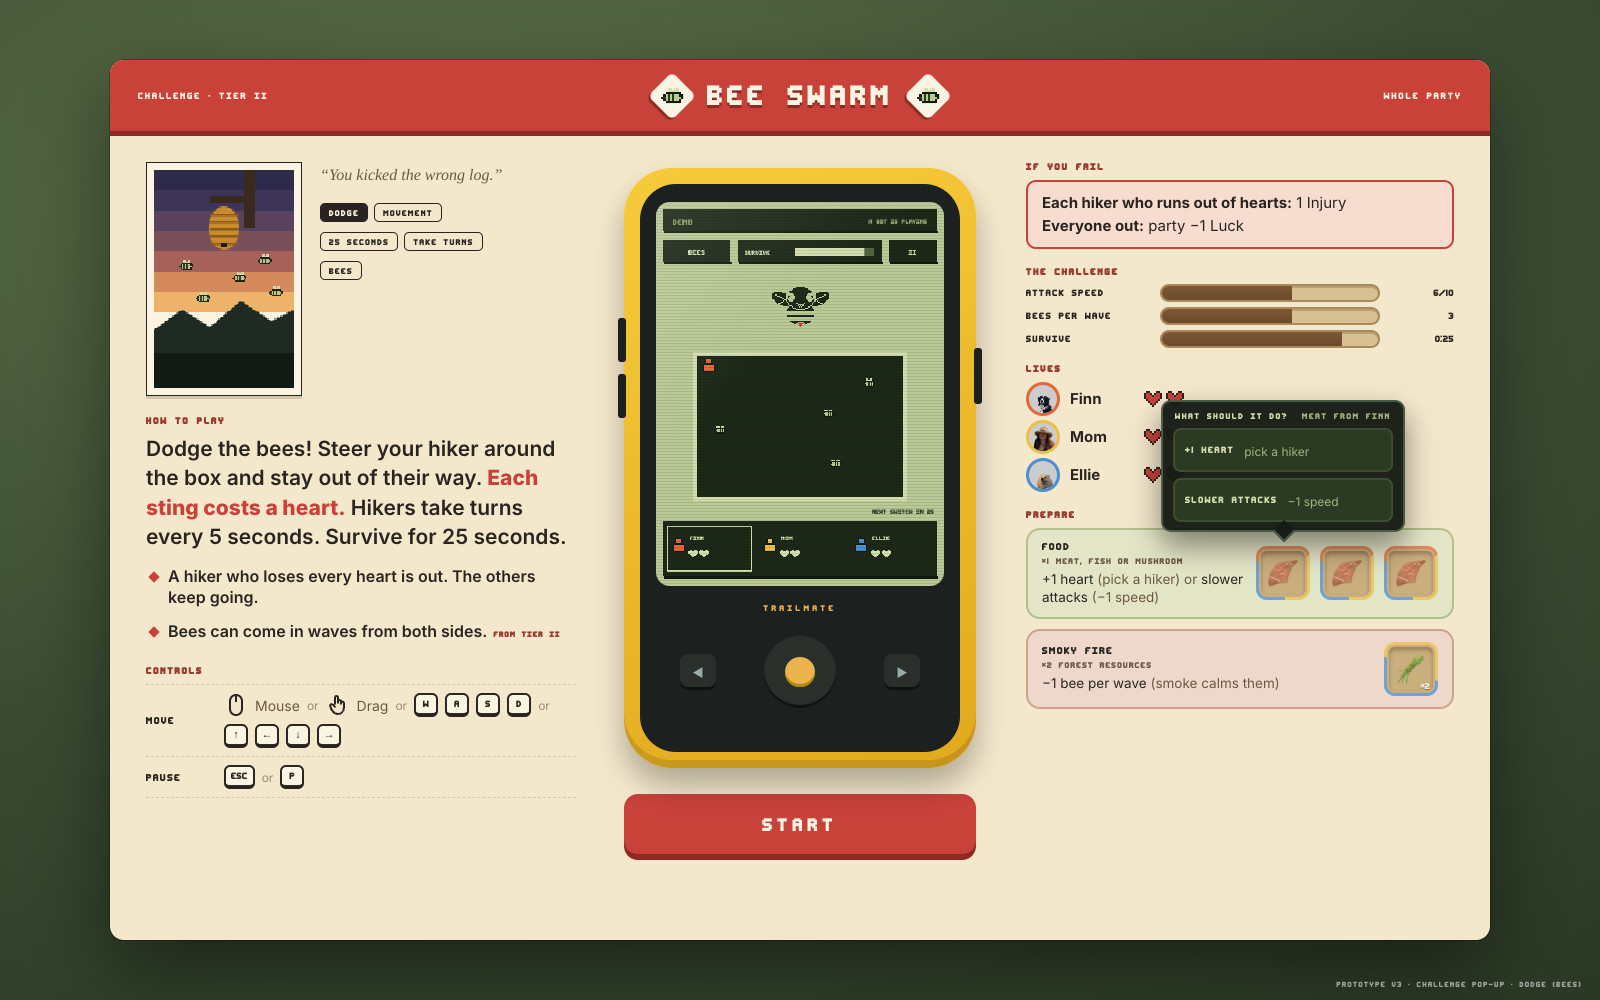 CHALLENGE · TIER II
BEE SWARM
WHOLE PARTY
“You kicked the wrong log.”
DODGE
MOVEMENT
25 SECONDS
TAKE TURNS
BEES
HOW TO PLAY
Dodge the bees! Steer your hiker around
the box and stay out of their way. Each
sting costs a heart. Hikers take turns
every 5 seconds. Survive for 25 seconds.
A hiker who loses every heart is out. The others
keep going.
Bees can come in waves from both sides. FROM TIER II
CONTROLS
MOVE
Mouse or Drag or W A S D or
↑ ← ↓ →
PAUSE
ESC or P
DEMO
A BOT IS PLAYING
BEES
SURVIVE
II
NEXT SWITCH IN 2S
FINN
MOM
ELLIE
TRAILMATE
START
IF YOU FAIL
Each hiker who runs out of hearts: 1 Injury
Everyone out: party −1 Luck
THE CHALLENGE
ATTACK SPEED 6/10
BEES PER WAVE 3
SURVIVE 0:25
LIVES
Finn
Mom
Ellie
WHAT SHOULD IT DO? MEAT FROM FINN
+1 HEART pick a hiker
SLOWER ATTACKS −1 speed
PREPARE
FOOD
×1 MEAT, FISH OR MUSHROOM
+1 heart (pick a hiker) or slower
attacks (−1 speed)
SMOKY FIRE
×2 FOREST RESOURCES
−1 bee per wave (smoke calms them)
×2
PROTOTYPE V3 · CHALLENGE POP-UP · DODGE (BEES)